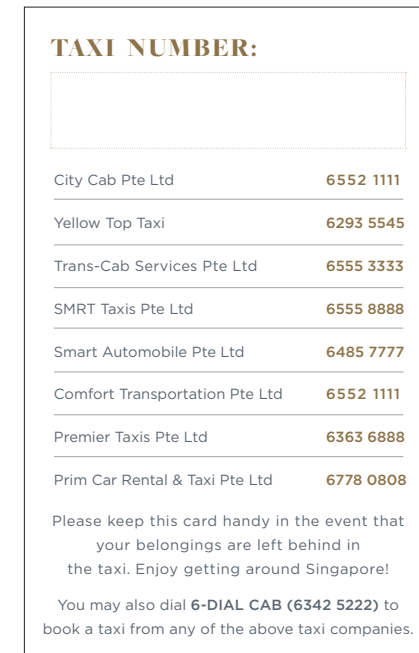 TAXI NUMBER:
City Cab Pte Ltd 6552 1111
Yellow Top Taxi 6293 5545
Trans-Cab Services Pte Ltd 6555 3333
SMRT Taxis Pte Ltd 6555 8888
Smart Automobile Pte Ltd 6485 7777
Comfort Transportation Pte Ltd 6552 1111
Premier Taxis Pte Ltd 6363 6888
Prim Car Rental & Taxi Pte Ltd 6778 0808
Please keep this card handy in the event that
your belongings are left behind in
the taxi. Enjoy getting around Singapore!
You may also dial 6-DIAL CAB (6342 5222) to
book a taxi from any of the above taxi companies.